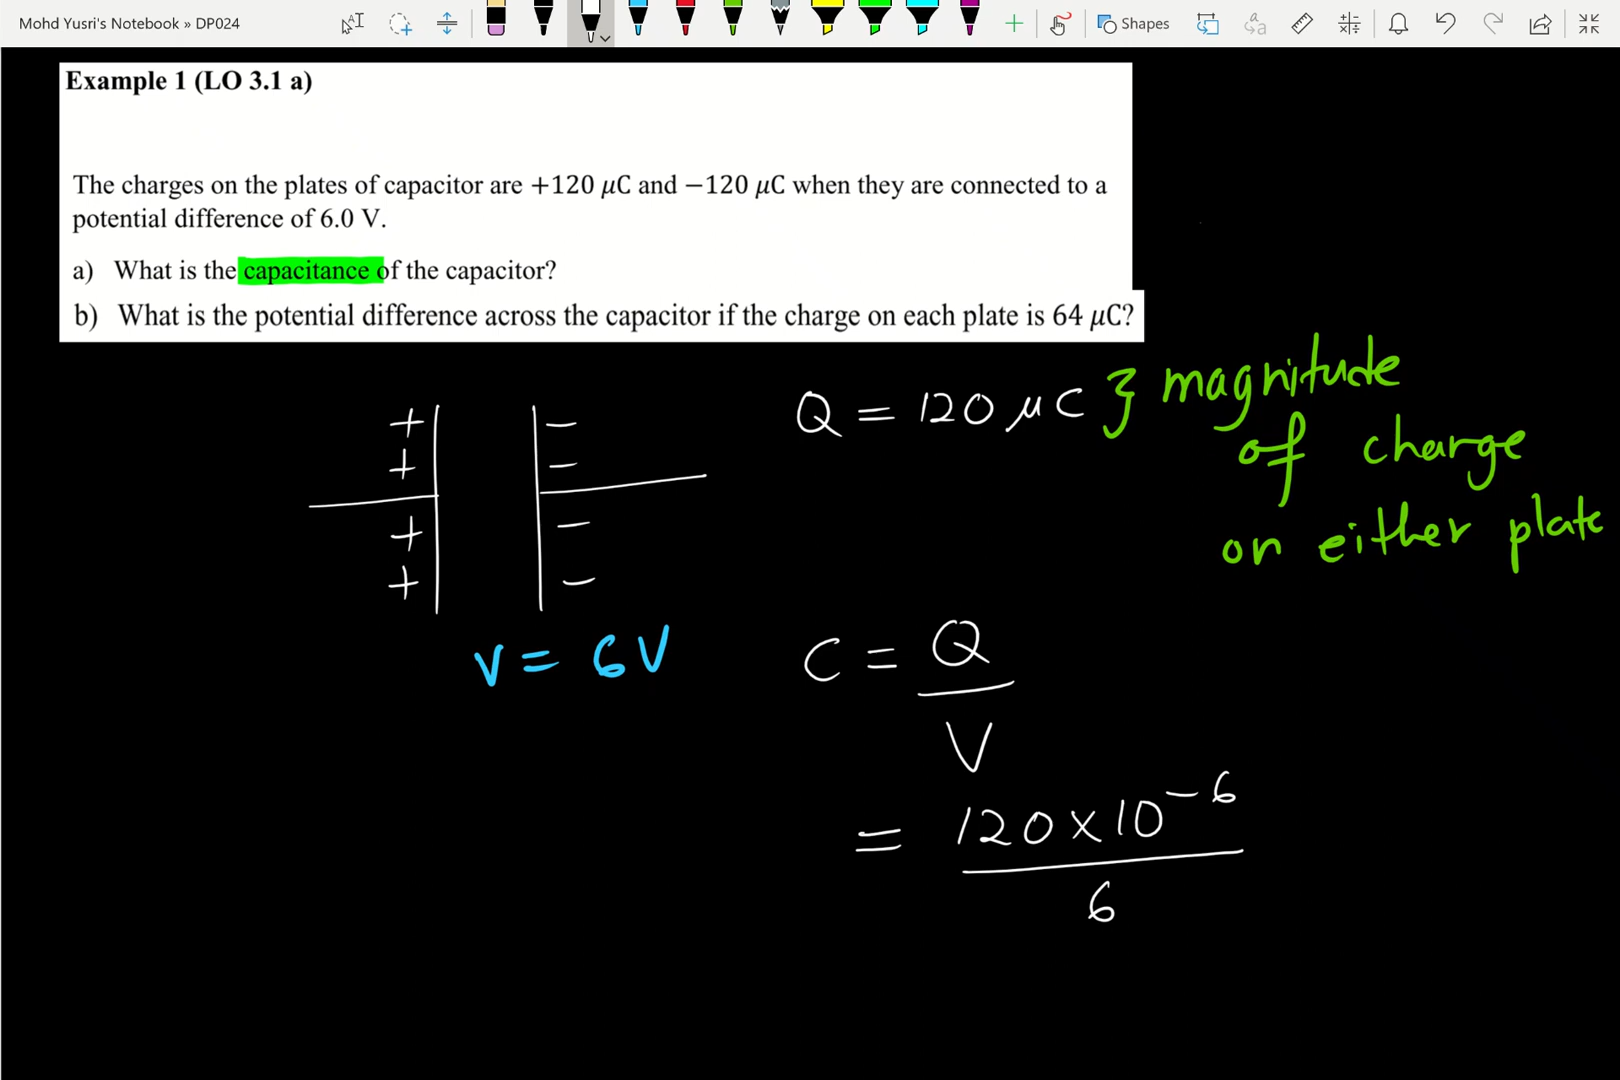 Mohd Yusri's Notebook » DP024
Shapes
Example 1 (LO 3.1 a)
The charges on the plates of capacitor are +120 μC and −120 μC when they are connected to a
potential difference of 6.0 V.
a) What is the capacitance of the capacitor?
b) What is the potential difference across the capacitor if the charge on each plate is 64 μC?
Q = 120 μC } magnitude
of charge
on either plate
+ −
+ −
+ −
+ −
V = 6V
C = Q
V
= 120 x 10⁻⁶
6